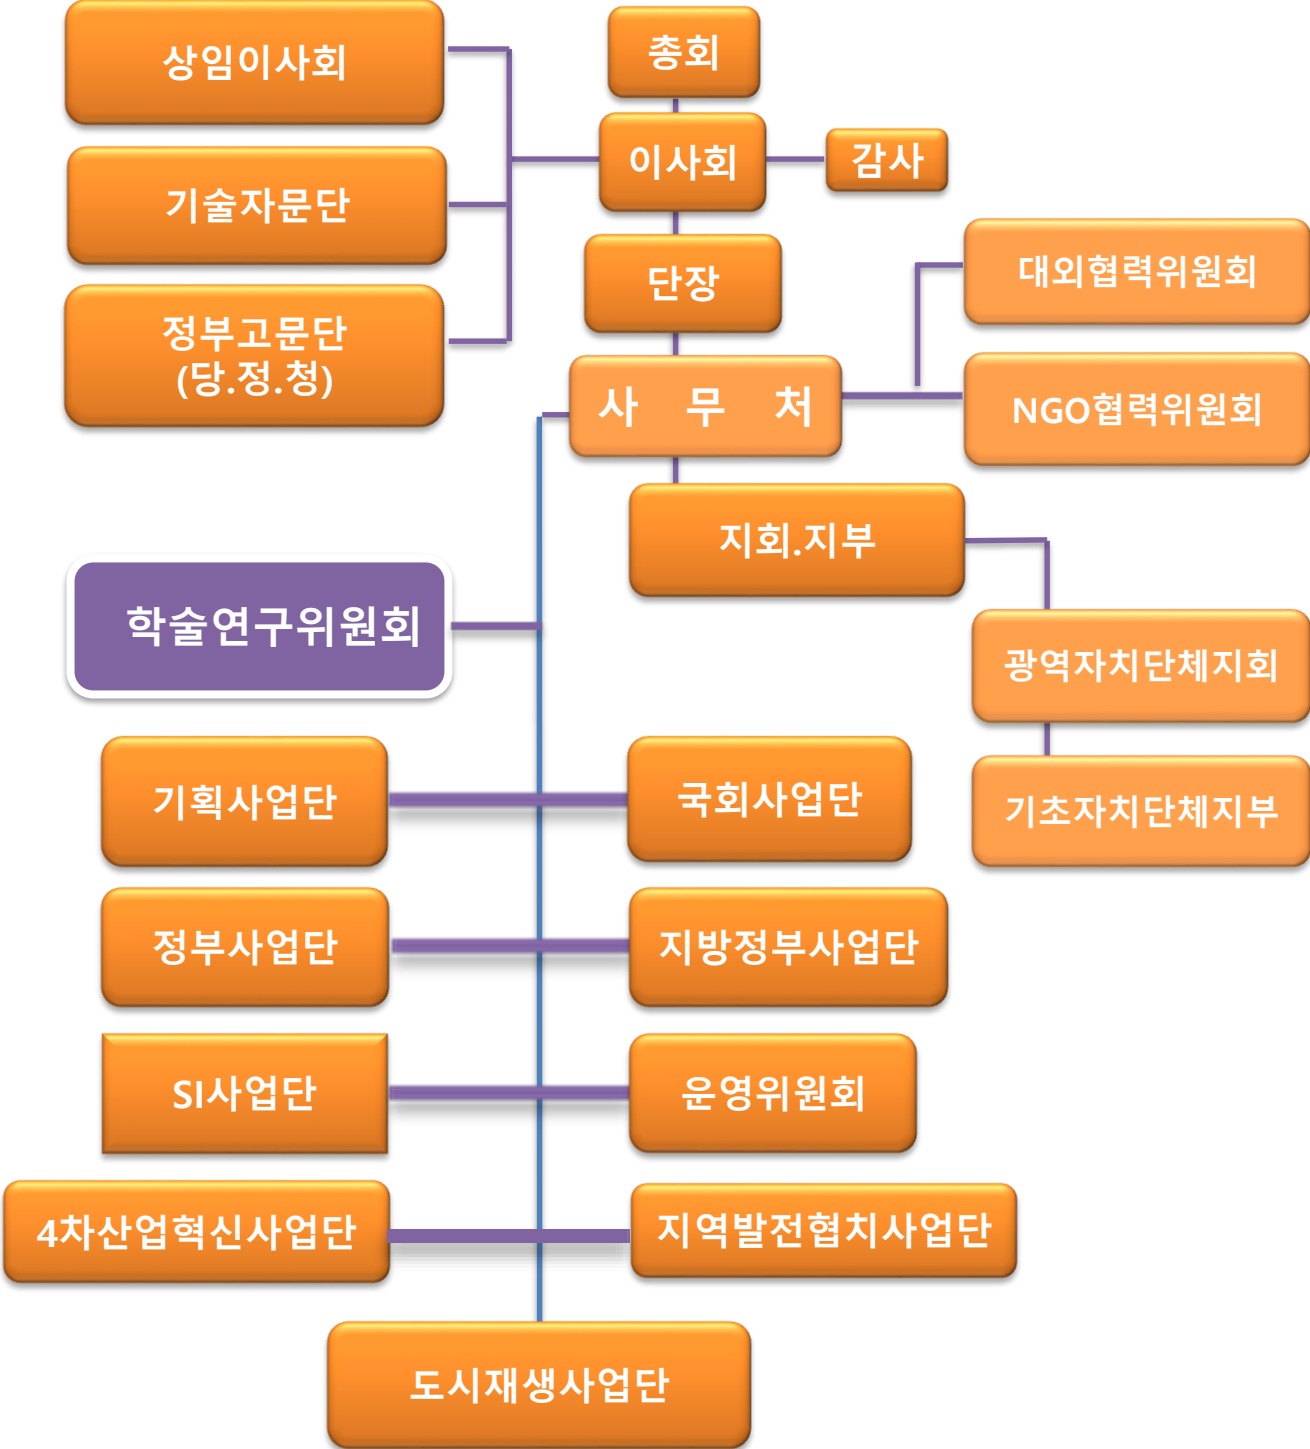 상임이사회
총회
이사회
감사
기술자문단
단장
대외협력위원회
정부고문단
(당.정.청)
사 무 처
NGO협력위원회
지회.지부
학술연구위원회
광역자치단체지회
기획사업단
국회사업단
기초자치단체지부
정부사업단
지방정부사업단
SI사업단
운영위원회
4차산업혁신사업단
지역발전협치사업단
도시재생사업단